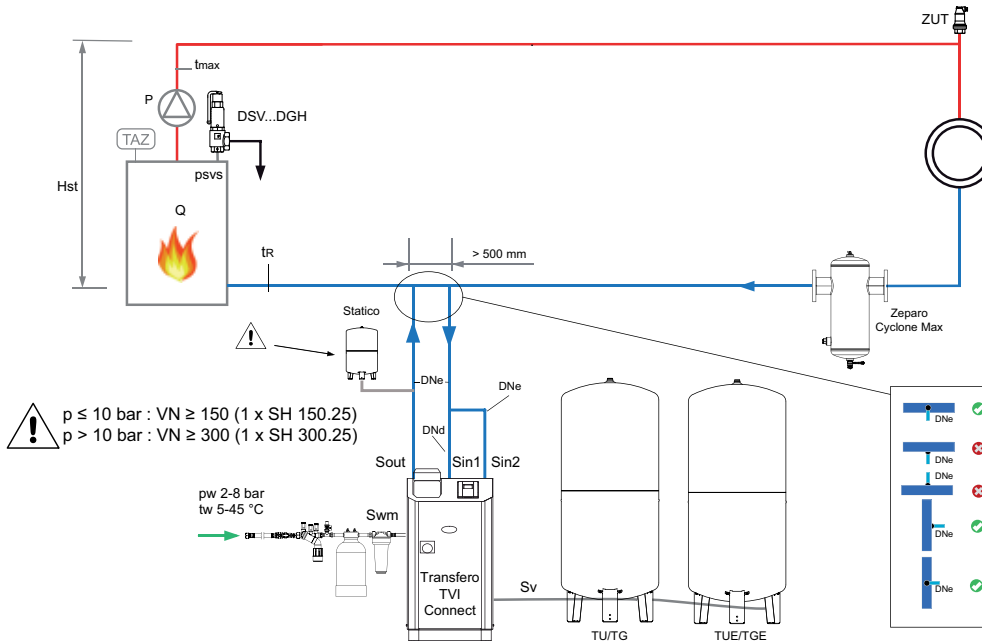 ZUT
tmax
P
DSV...DGH
TAZ
psvs
Hst
Q
tR
> 500 mm
Statico
Zeparo
Cyclone Max
DNe
DNe
p ≤ 10 bar : VN ≥ 150 (1 x SH 150.25)
p > 10 bar : VN ≥ 300 (1 x SH 300.25)
DNd
Sout
Sin1
Sin2
pw 2-8 bar
tw 5-45 °C
Swm
Transfero
TVI
Connect
Sv
TU/TG
TUE/TGE
DNe
DNe
DNe
DNe
DNe